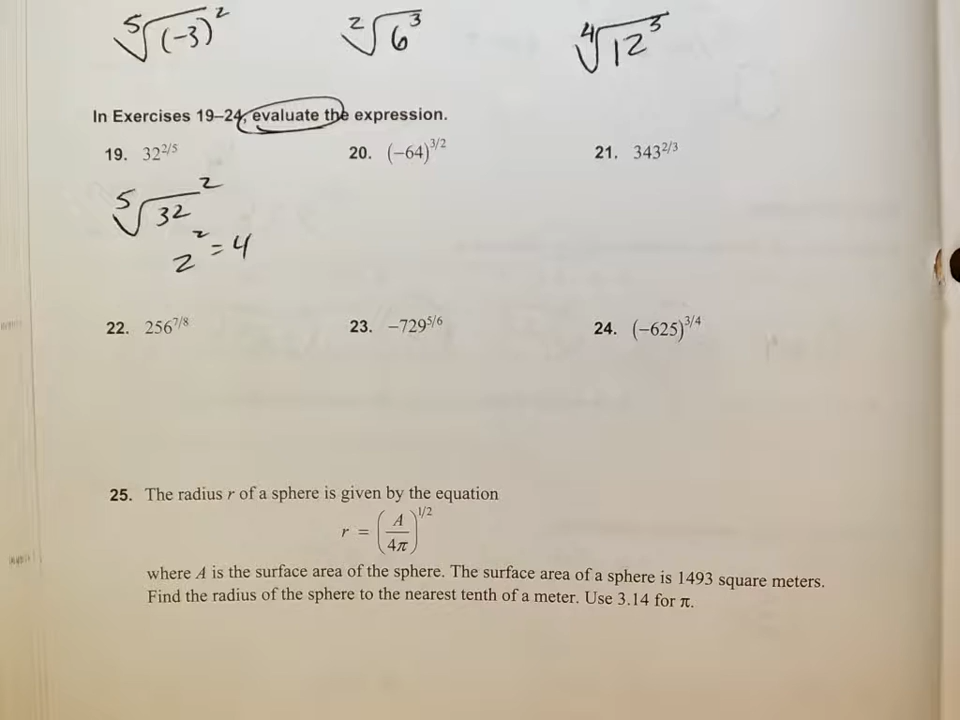 ⁵√(-3)²  ²√6³  ⁴√12³
In Exercises 19–24, evaluate the expression.
19. 32^(2/5)  20. (−64)^(3/2)  21. 343^(2/3)
⁵√32²
2² = 4
22. 256^(7/8)  23. −729^(5/6)  24. (−625)^(3/4)
25. The radius r of a sphere is given by the equation
r = (A/4π)^(1/2)
where A is the surface area of the sphere. The surface area of a sphere is 1493 square meters.
Find the radius of the sphere to the nearest tenth of a meter. Use 3.14 for π.